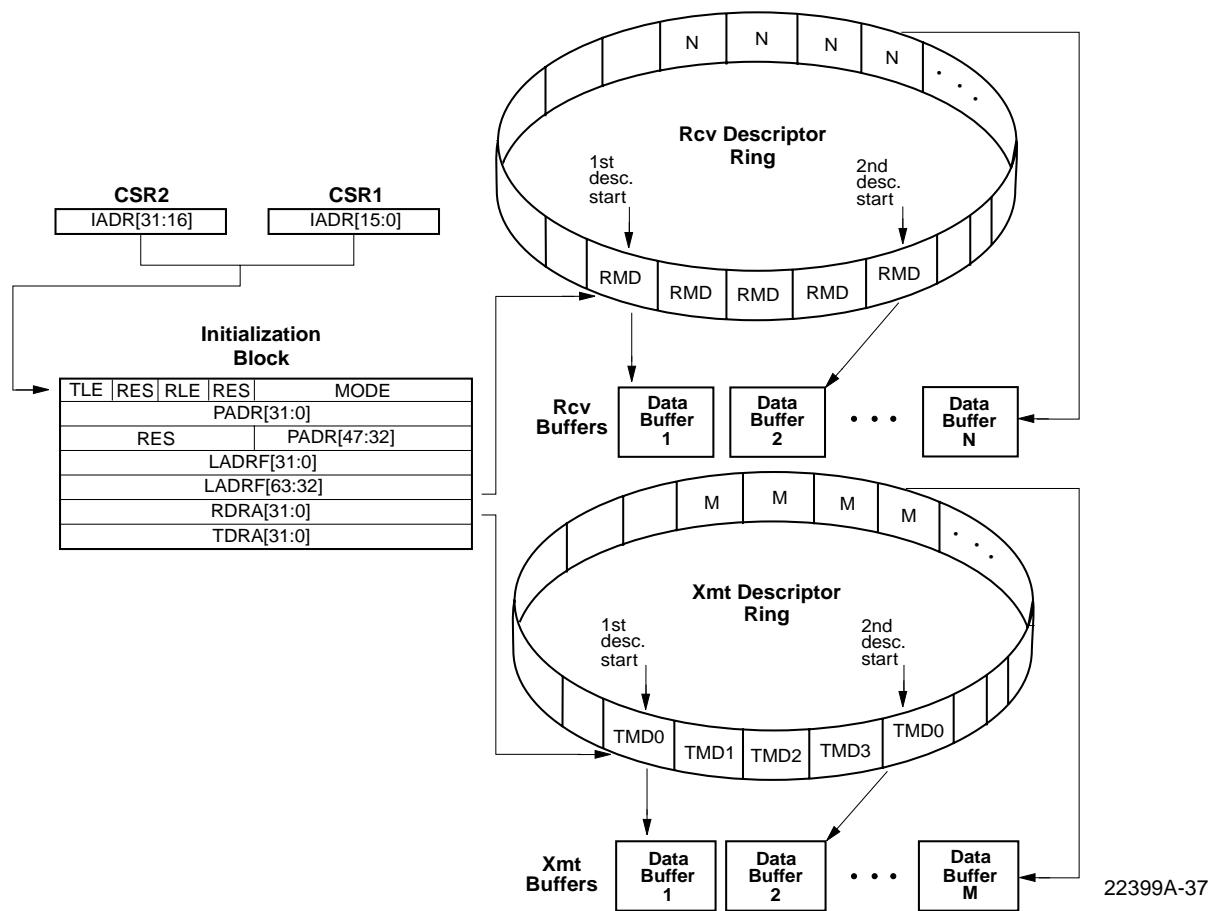 N N N N
• • •
Rcv Descriptor
Ring
1st
desc.
start
2nd
desc.
start
CSR2
CSR1
IADR[31:16]
IADR[15:0]
RMD RMD RMD RMD RMD
Initialization
Block
TLE RES RLE RES MODE
PADR[31:0]
RES PADR[47:32]
LADRF[31:0]
LADRF[63:32]
RDRA[31:0]
TDRA[31:0]
Rcv
Buffers
Data
Buffer
1
Data
Buffer
2
• • •
Data
Buffer
N
M M M M
• • •
Xmt Descriptor
Ring
1st
desc.
start
2nd
desc.
start
TMD0 TMD1 TMD2 TMD3 TMD0
Xmt
Buffers
Data
Buffer
1
Data
Buffer
2
• • •
Data
Buffer
M
22399A-37